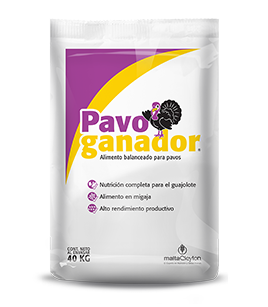 Pavo
ganador®
Alimento balanceado para pavos
Nutrición completa para el guajolote
Alimento en migaja
Alto rendimiento productivo
CONT. NETO
AL ENVASAR
40 KG
maltaCleyton